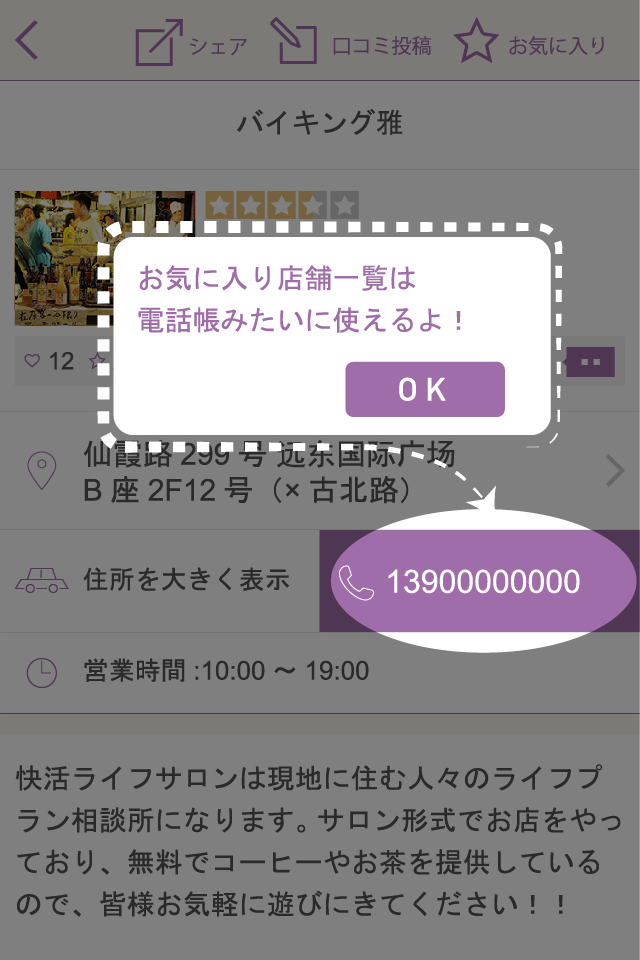 シェア
口コミ投稿
お気に入り
バイキング雅
お気に入り店舗一覧は
電話帳みたいに使えるよ！
OK
12
仙霞路 299 号 远东国际广场
B 座 2F12 号（× 古北路）
住所を大きく表示
13900000000
営業時間 :10:00 〜 19:00
快活ライフサロンは現地に住む人々のライフプ
ラン相談所になります。サロン形式でお店をやっ
ており、無料でコーヒーやお茶を提供している
ので、皆様お気軽に遊びにきてください！！